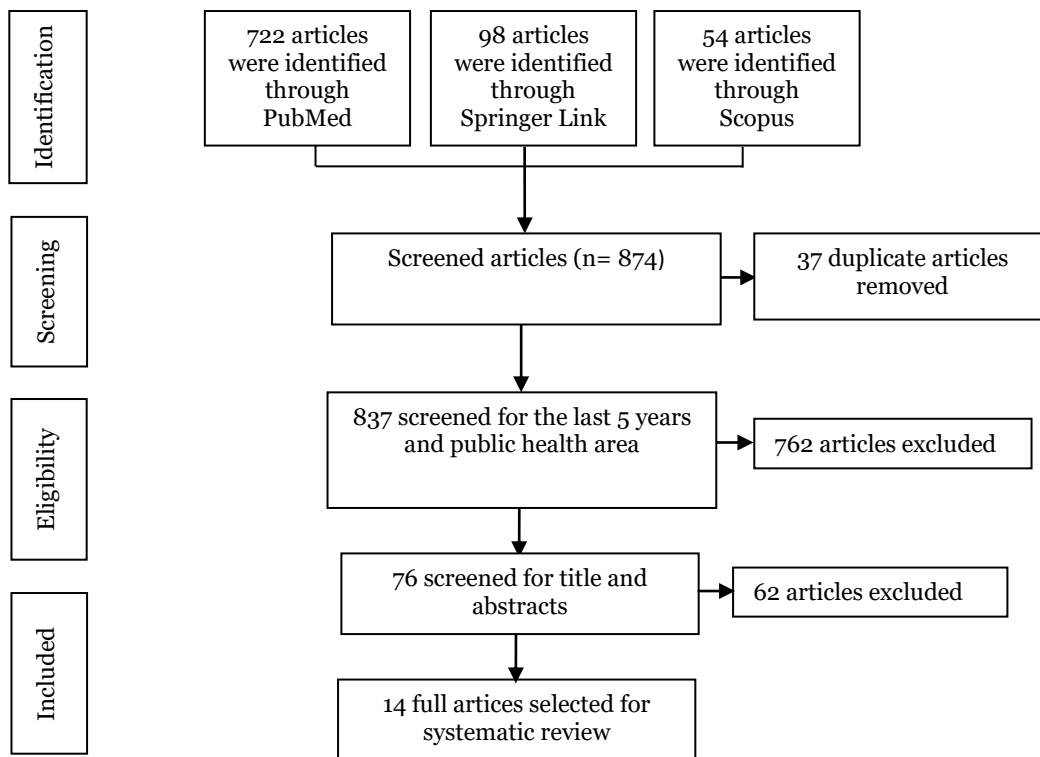 Identification
722 articles
were identified
through
PubMed
98 articles
were identified
through
Springer Link
54 articles
were identified
through
Scopus
Screening
Screened articles (n= 874)
37 duplicate articles
removed
Eligibility
837 screened for the last 5 years
and public health area
762 articles excluded
76 screened for title and
abstracts
62 articles excluded
Included
14 full artices selected for
systematic review